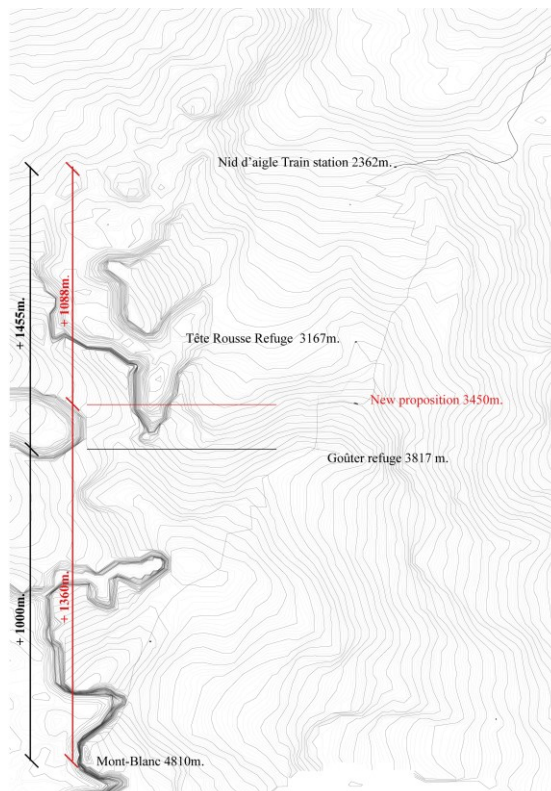 Nid d'aigle Train station 2362m.
+ 1455m.
+ 1088m.
Tête Rousse Refuge 3167m.
New proposition 3450m.
Goûter refuge 3817 m.
+ 1000m.
+ 1360m.
Mont-Blanc 4810m.